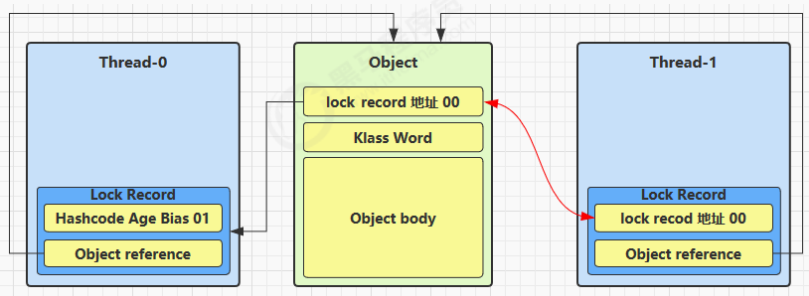 Thread-0
Object
Thread-1
lock record 地址 00
Klass Word
Lock Record
Hashcode Age Bias 01
Object reference
Object body
Lock Record
lock recod 地址 00
Object reference